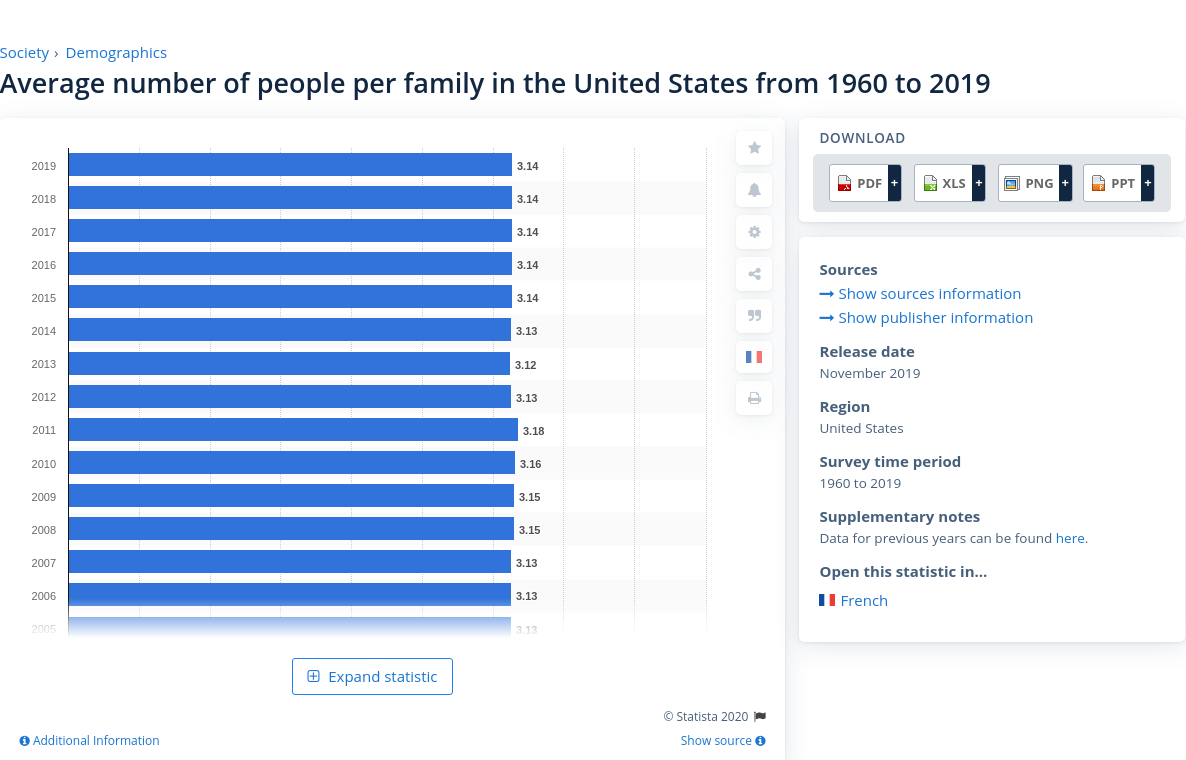 Society › Demographics
Average number of people per family in the United States from 1960 to 2019
2019 3.14
2018 3.14
2017 3.14
2016 3.14
2015 3.14
2014 3.13
2013 3.12
2012 3.13
2011 3.18
2010 3.16
2009 3.15
2008 3.15
2007 3.13
2006 3.13
2005 3.13
Expand statistic
© Statista 2020
Additional Information
Show source
DOWNLOAD
PDF + XLS + PNG + PPT +
Sources
Show sources information
Show publisher information
Release date
November 2019
Region
United States
Survey time period
1960 to 2019
Supplementary notes
Data for previous years can be found here.
Open this statistic in...
French